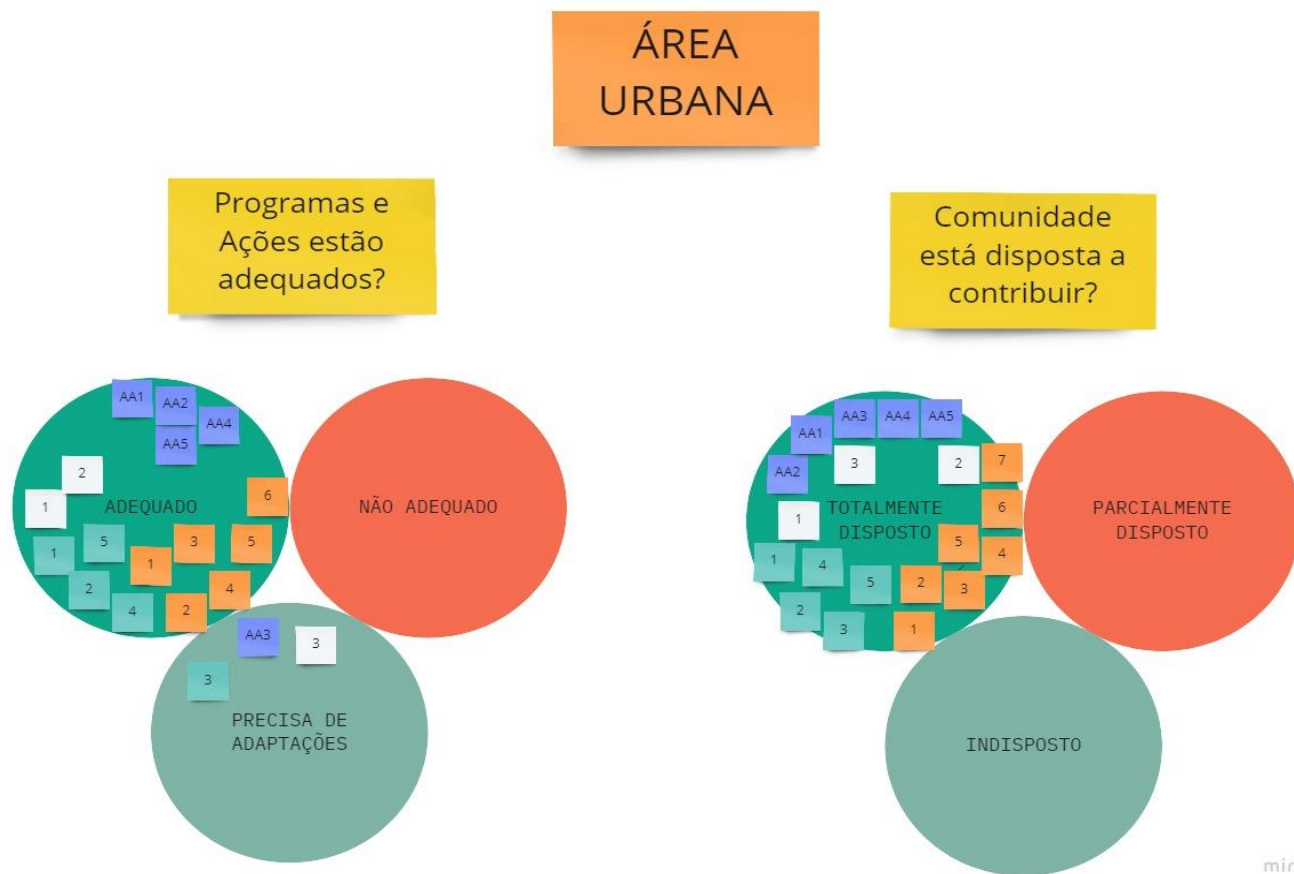 ÁREA
URBANA
Programas e
Ações estão
adequados?
AA1
AA2
AA4
AA5
2
1
ADEQUADO
6
5
3
5
1
1
2
4
4
2
NÃO ADEQUADO
AA3
3
3
PRECISA DE
ADAPTAÇÕES
Comunidade
está disposta a
contribuir?
AA3
AA4
AA5
AA1
AA2
3
2
7
6
TOTALMENTE
DISPOSTO
1
5
4
1
4
5
2
3
2
3
1
PARCIALMENTE
DISPOSTO
INDISPOSTO
mir